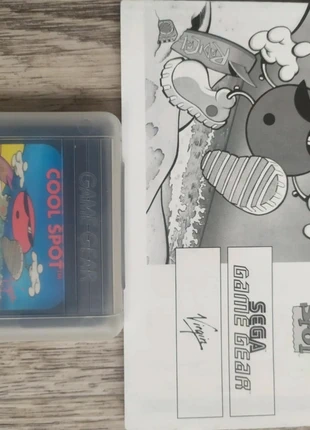 COOL SPOT
GAME GEAR
SEGA
GAME GEAR
Virgin